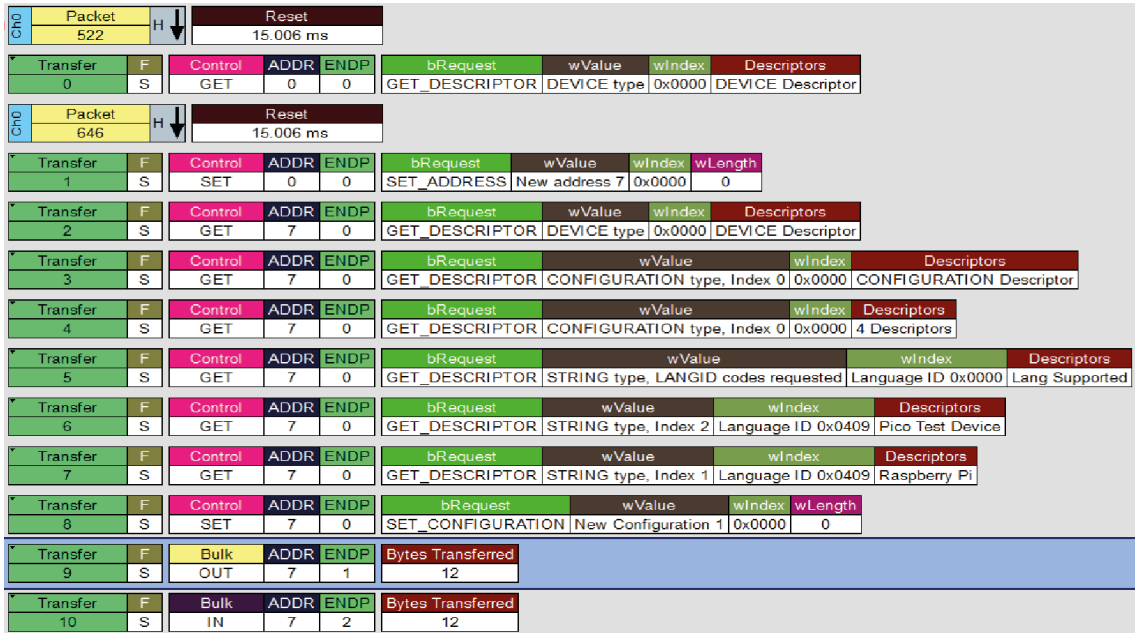 Ch0 Packet H Reset
522 15.006 ms
Transfer F Control ADDR ENDP bRequest wValue wIndex Descriptors
0 S GET 0 0 GET_DESCRIPTOR DEVICE type 0x0000 DEVICE Descriptor
Ch0 Packet H Reset
646 15.006 ms
Transfer F Control ADDR ENDP bRequest wValue wIndex wLength
1 S SET 0 0 SET_ADDRESS New address 7 0x0000 0
Transfer F Control ADDR ENDP bRequest wValue wIndex Descriptors
2 S GET 7 0 GET_DESCRIPTOR DEVICE type 0x0000 DEVICE Descriptor
Transfer F Control ADDR ENDP bRequest wValue wIndex Descriptors
3 S GET 7 0 GET_DESCRIPTOR CONFIGURATION type, Index 0 0x0000 CONFIGURATION Descriptor
Transfer F Control ADDR ENDP bRequest wValue wIndex Descriptors
4 S GET 7 0 GET_DESCRIPTOR CONFIGURATION type, Index 0 0x0000 4 Descriptors
Transfer F Control ADDR ENDP bRequest wValue wIndex Descriptors
5 S GET 7 0 GET_DESCRIPTOR STRING type, LANGID codes requested Language ID 0x0000 Lang Supported
Transfer F Control ADDR ENDP bRequest wValue wIndex Descriptors
6 S GET 7 0 GET_DESCRIPTOR STRING type, Index 2 Language ID 0x0409 Pico Test Device
Transfer F Control ADDR ENDP bRequest wValue wIndex Descriptors
7 S GET 7 0 GET_DESCRIPTOR STRING type, Index 1 Language ID 0x0409 Raspberry Pi
Transfer F Control ADDR ENDP bRequest wValue wIndex wLength
8 S SET 7 0 SET_CONFIGURATION New Configuration 1 0x0000 0
Transfer F Bulk ADDR ENDP Bytes Transferred
9 S OUT 7 1 12
Transfer F Bulk ADDR ENDP Bytes Transferred
10 S IN 7 2 12